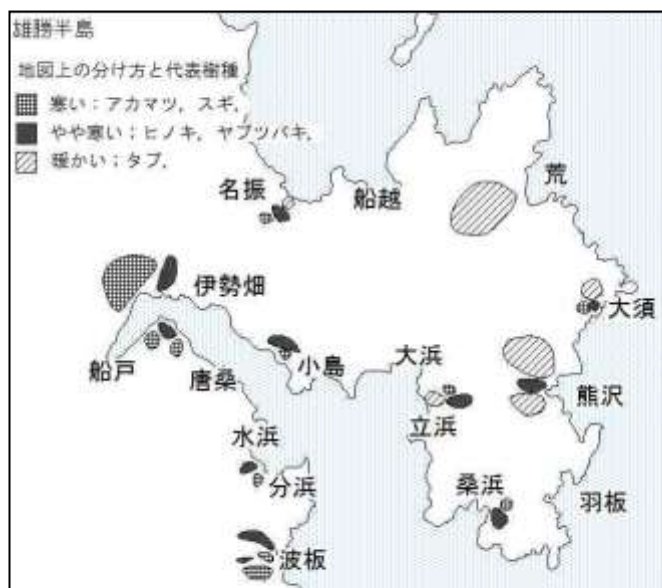 雄勝半島
地図上の分け方と代表樹種
寒い；アカマツ，スギ，
やや寒い；ヒノキ，ヤブツバキ，
暖かい；タブ，
荒
名振
船越
伊勢畑
大須
船戸
唐桑
小島
大浜
熊沢
立浜
水浜
分浜
桑浜
羽板
波板